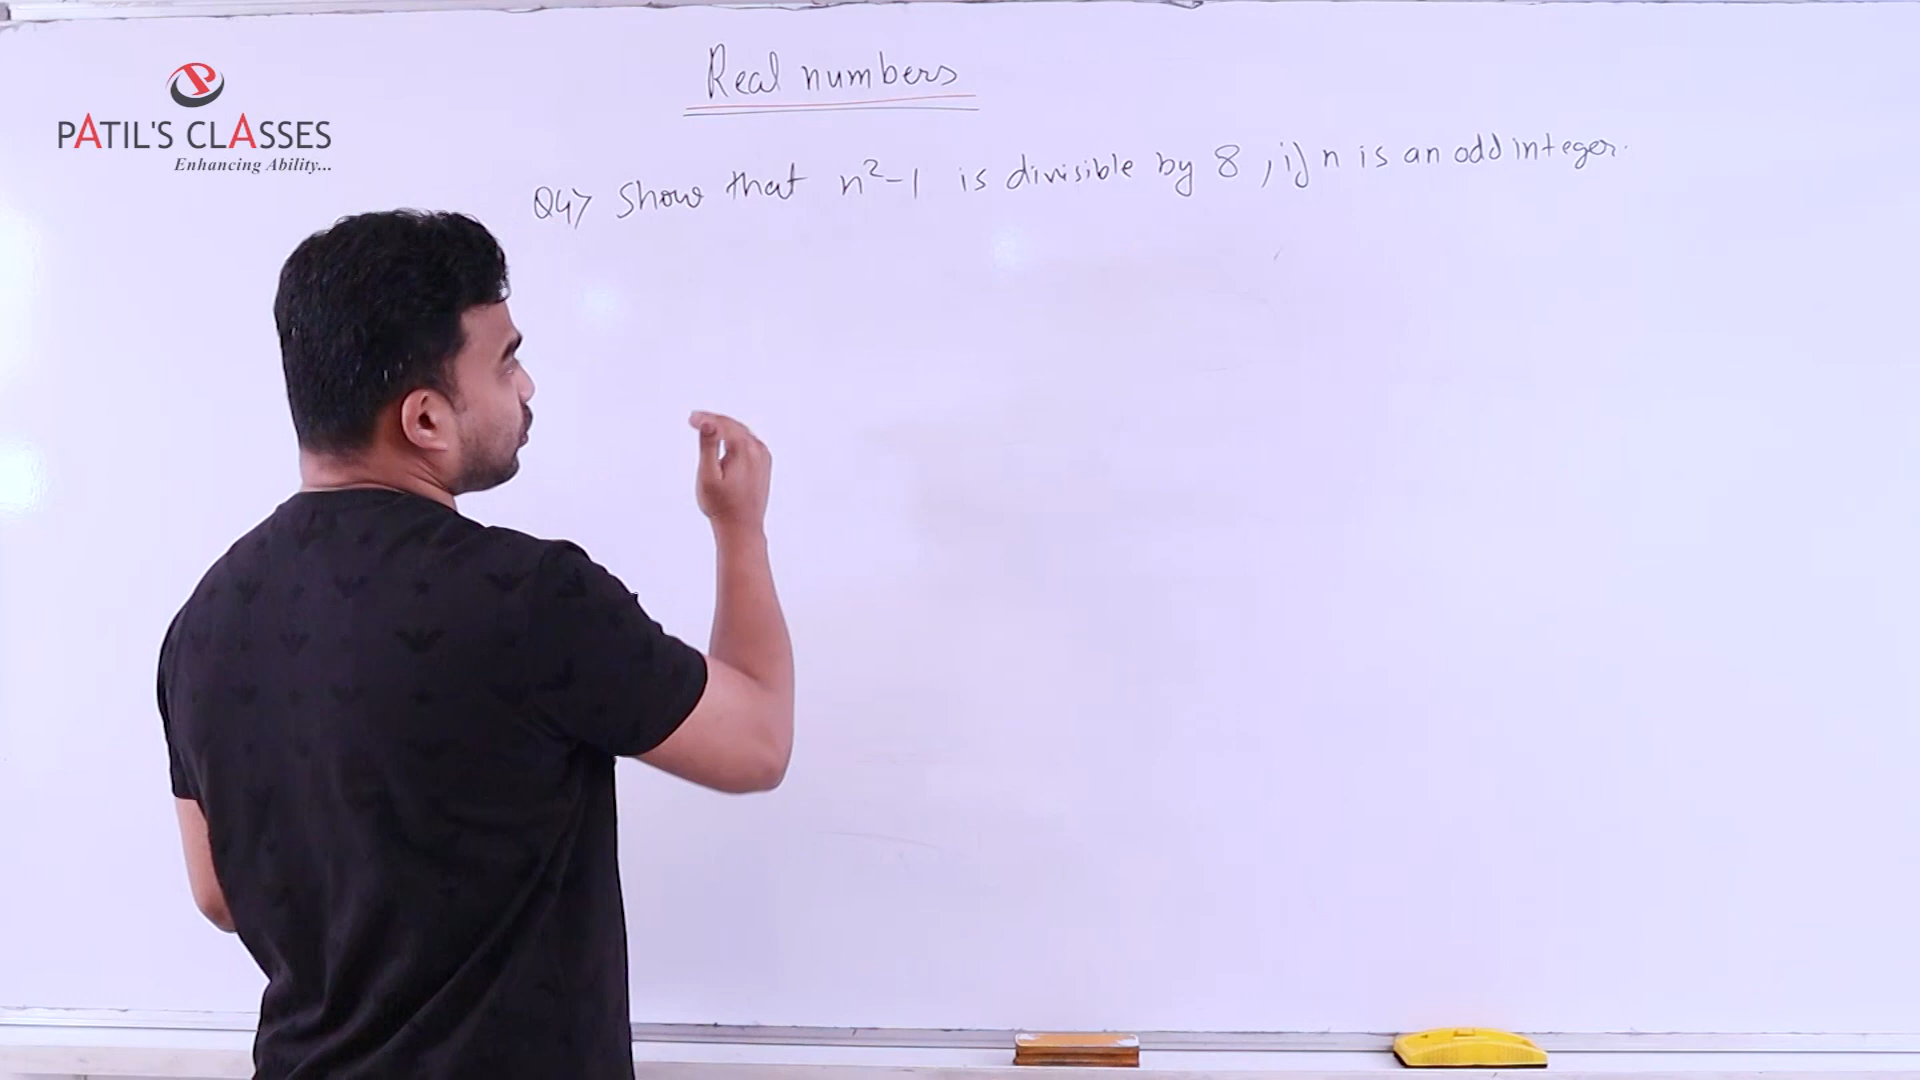 PATIL'S CLASSES
Enhancing Ability...
Real numbers
Q4> Show that n²-1 is divisible by 8, if n is an odd integer.